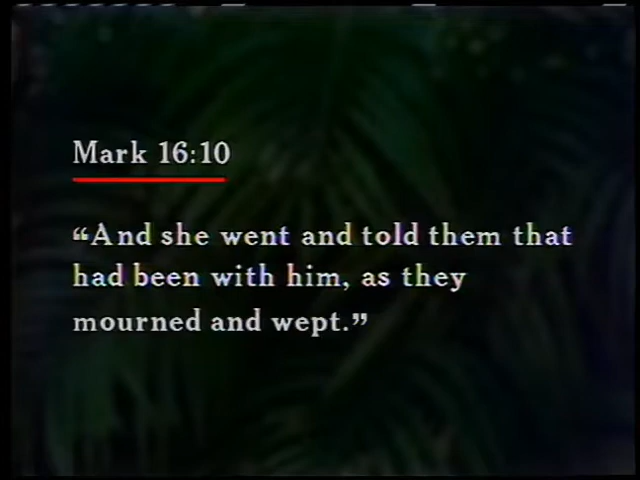 Mark 16:10
“And she went and told them that
had been with him, as they
mourned and wept.”